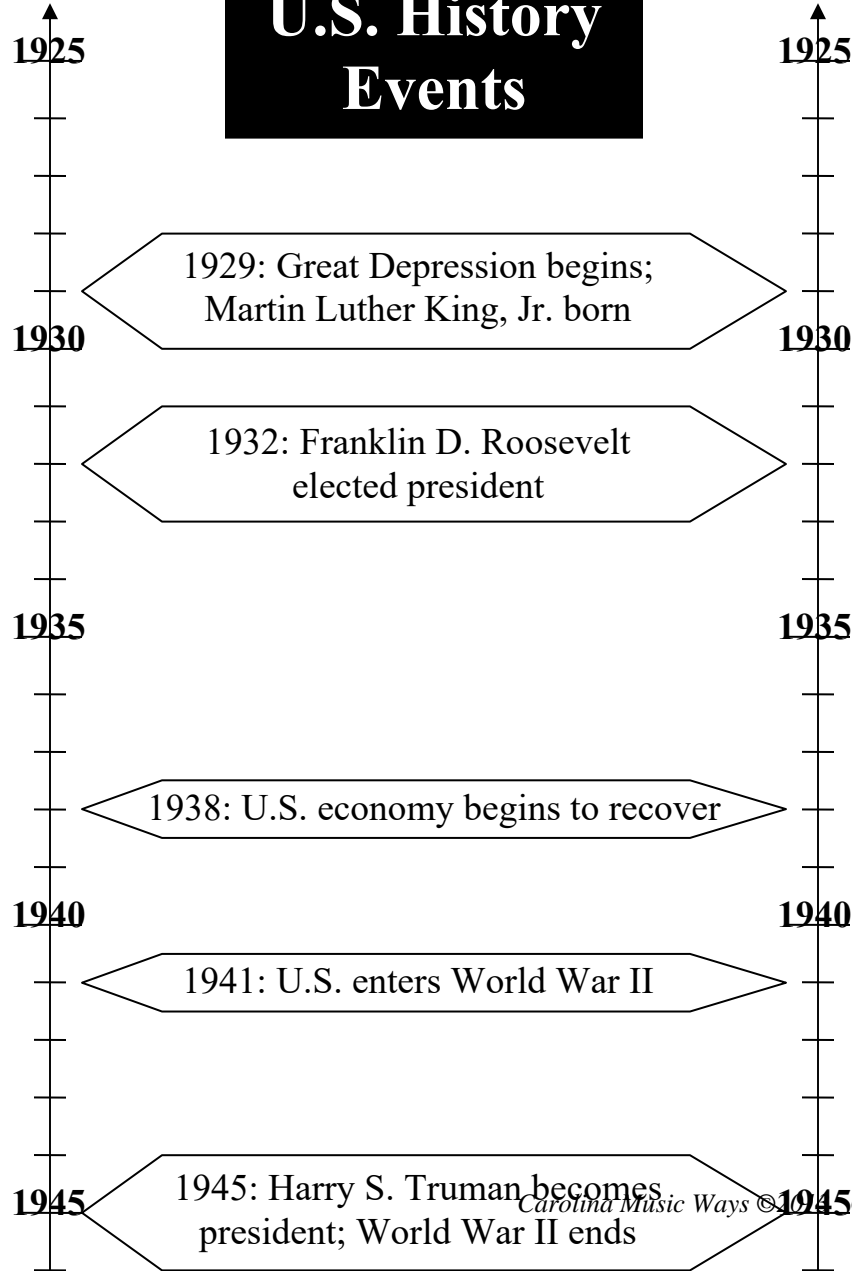 U.S. History
Events
1925 1925
1929: Great Depression begins;
Martin Luther King, Jr. born
1930 1930
1932: Franklin D. Roosevelt
elected president
1935 1935
1938: U.S. economy begins to recover
1940 1940
1941: U.S. enters World War II
1945: Harry S. Truman becomes
president; World War II ends
1945 1945
Carolina Music Ways